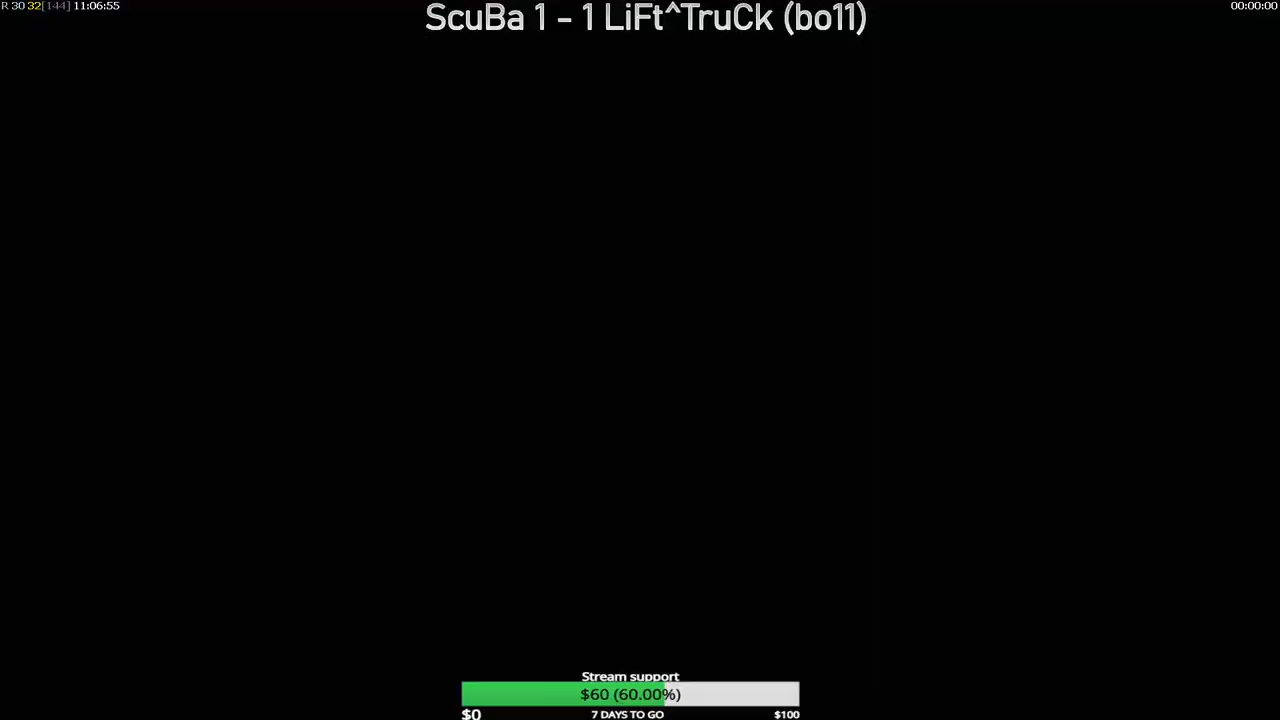 R 30 32[144] 11:06:55
00:00:00
ScuBa 1 - 1 LiFt^TruCk (bo11)
Stream support
$60 (60.00%)
$0 7 DAYS TO GO $100